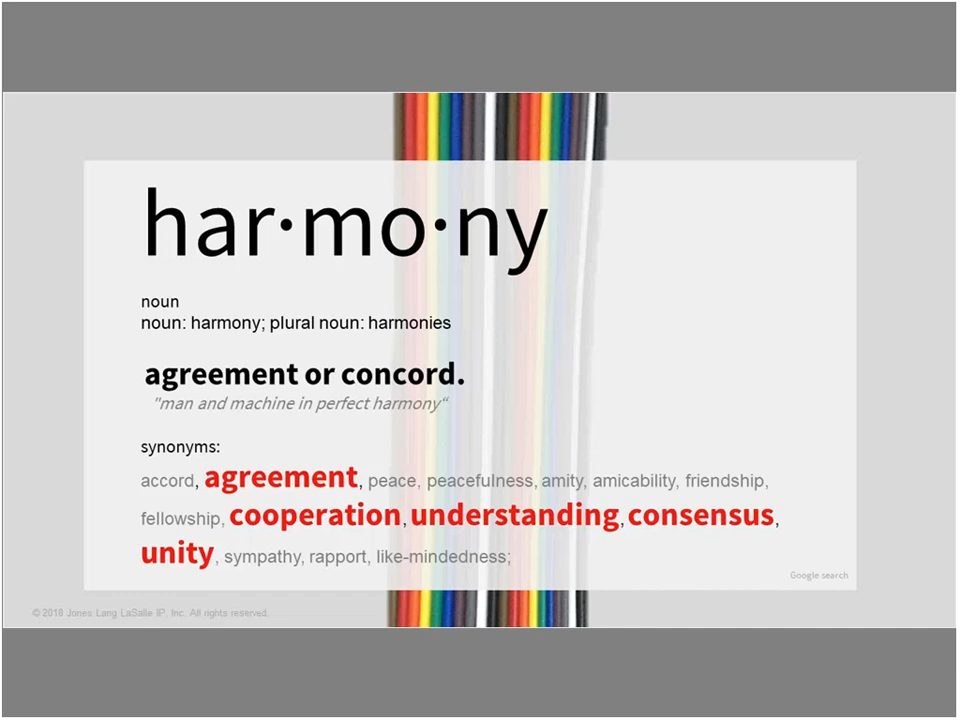 har·mo·ny
noun
noun: harmony; plural noun: harmonies
agreement or concord.
"man and machine in perfect harmony“
synonyms:
accord, agreement, peace, peacefulness, amity, amicability, friendship,
fellowship, cooperation, understanding, consensus,
unity, sympathy, rapport, like-mindedness;
Google search
© 2018 Jones Lang LaSalle IP, Inc. All rights reserved.